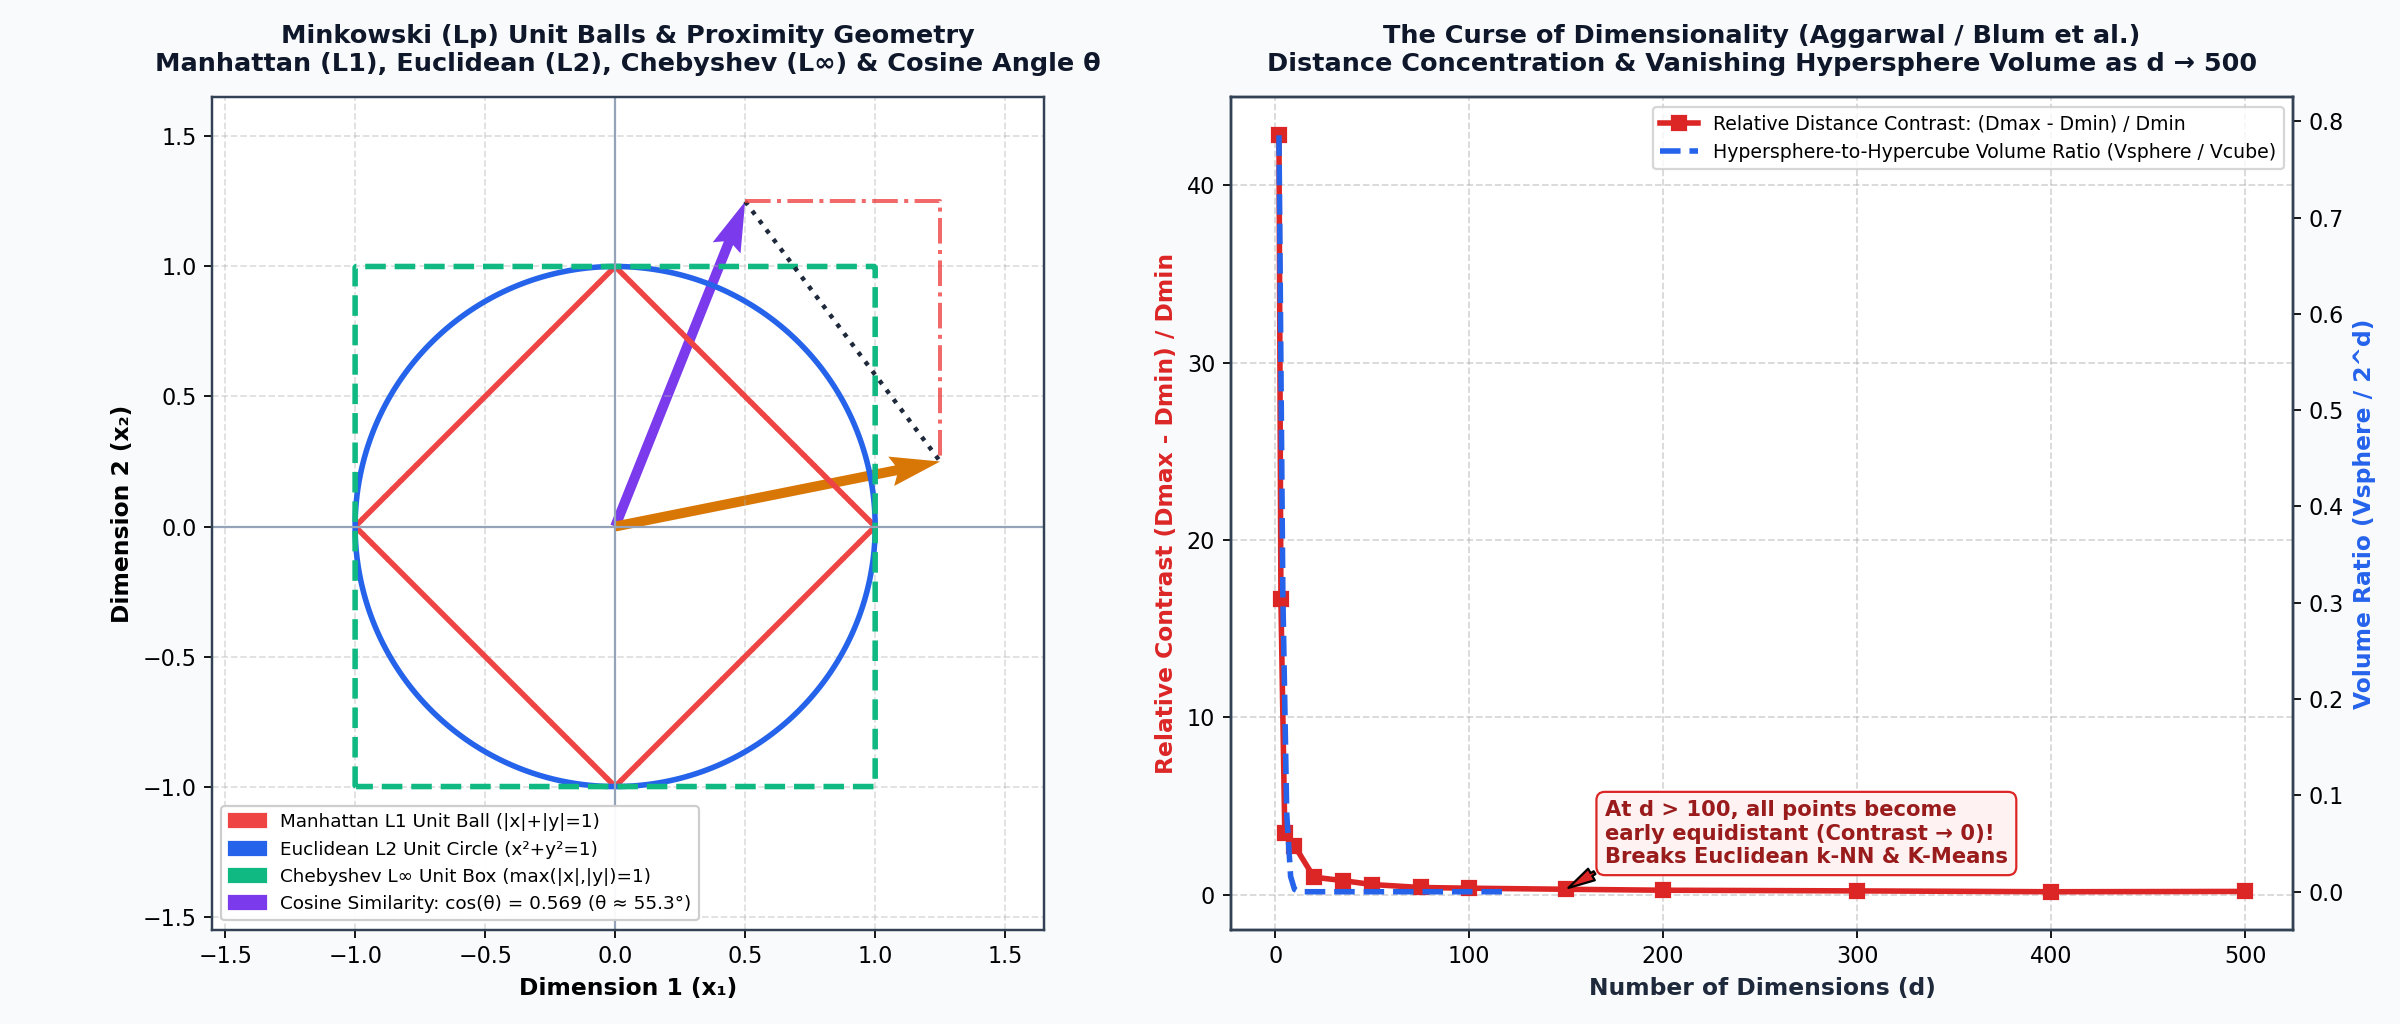 Minkowski (Lp) Unit Balls & Proximity Geometry
Manhattan (L1), Euclidean (L2), Chebyshev (L∞) & Cosine Angle θ
1.5
1.0
0.5
0.0
−0.5
−1.0
−1.5
Dimension 2 (x₂)
Manhattan L1 Unit Ball (|x|+|y|=1)
Euclidean L2 Unit Circle (x²+y²=1)
Chebyshev L∞ Unit Box (max(|x|,|y|)=1)
Cosine Similarity: cos(θ) = 0.569 (θ ≈ 55.3°)
−1.5
−1.0
−0.5
0.0
0.5
1.0
1.5
Dimension 1 (x₁)
The Curse of Dimensionality (Aggarwal / Blum et al.)
Distance Concentration & Vanishing Hypersphere Volume as d → 500
Relative Distance Contrast: (Dmax - Dmin) / Dmin
Hypersphere-to-Hypercube Volume Ratio (Vsphere / Vcube)
40
30
20
10
0
Relative Contrast (Dmax - Dmin) / Dmin
At d > 100, all points become
early equidistant (Contrast → 0)!
Breaks Euclidean k-NN & K-Means
0.8
0.7
0.6
0.5
0.4
0.3
0.2
0.1
0.0
Volume Ratio (Vsphere / 2^d)
0
100
200
300
400
500
Number of Dimensions (d)